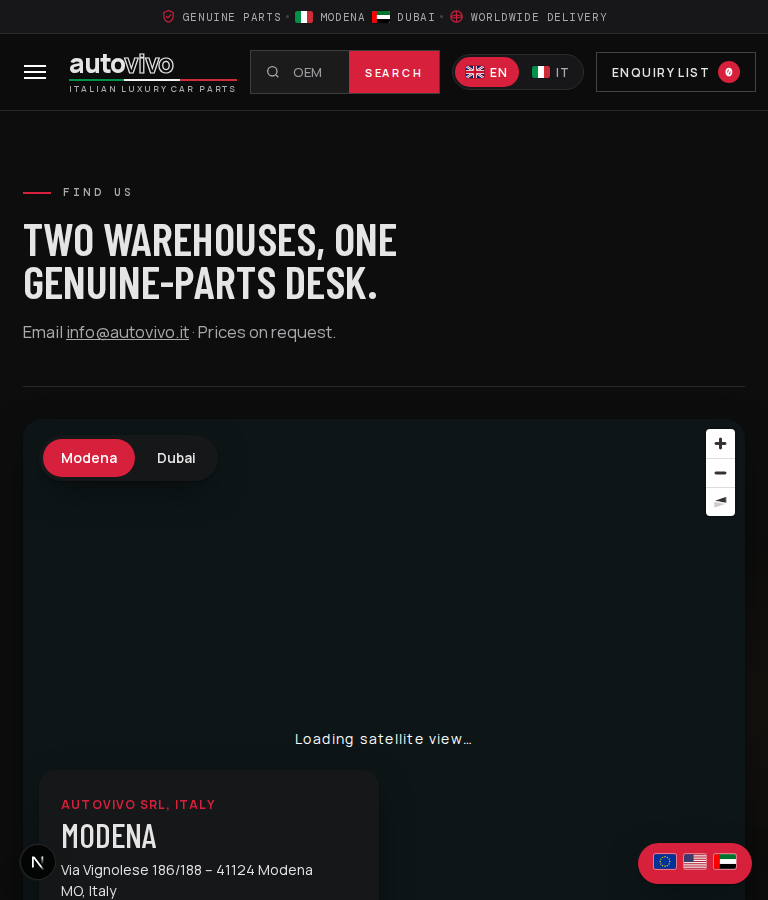 GENUINE PARTS • MODENA DUBAI • WORLDWIDE DELIVERY
autovivo
ITALIAN LUXURY CAR PARTS
OEM
SEARCH
EN
IT
ENQUIRY LIST 0
FIND US
TWO WAREHOUSES, ONE
GENUINE-PARTS DESK.
Email info@autovivo.it · Prices on request.
Modena
Dubai
Loading satellite view…
AUTOVIVO SRL, ITALY
MODENA
Via Vignolese 186/188 – 41124 Modena
MO, Italy
N